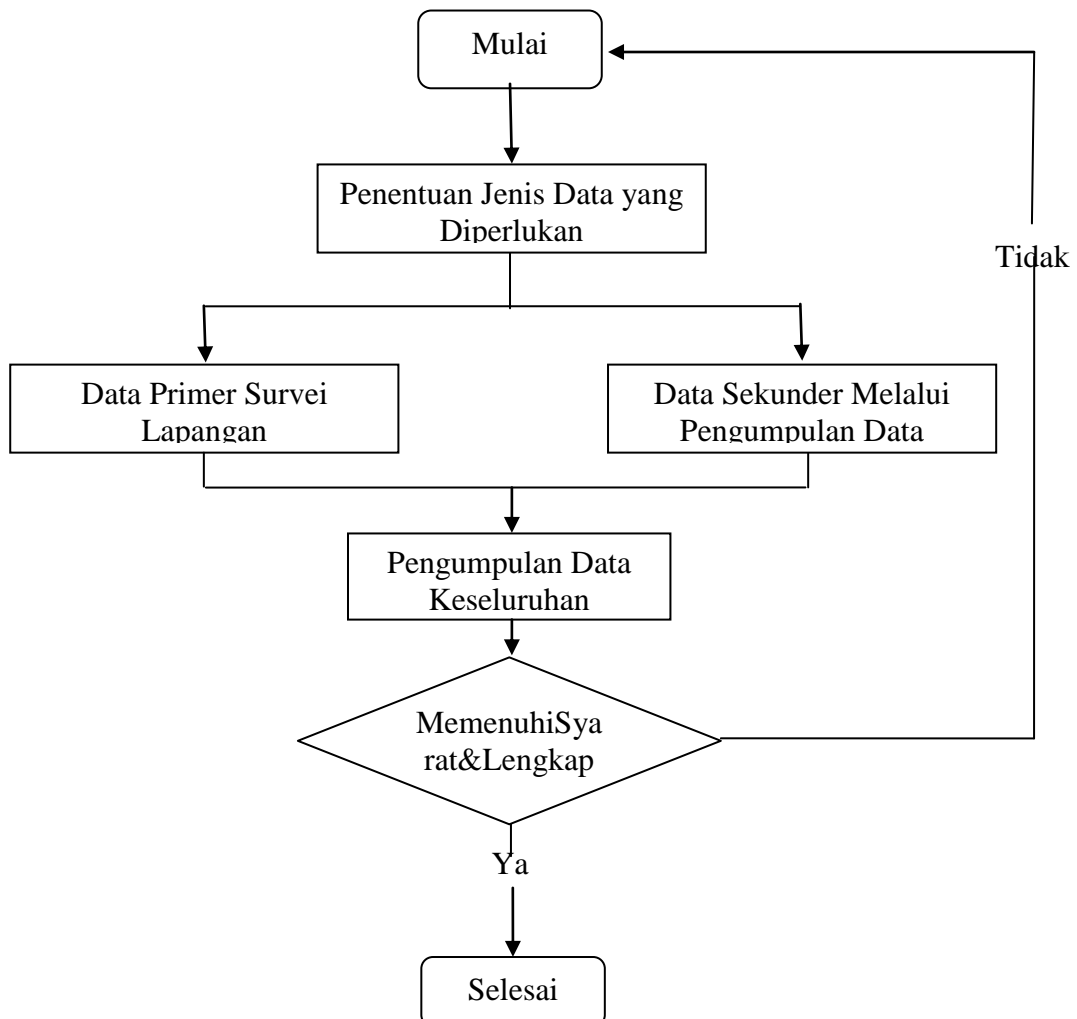 Mulai
Penentuan Jenis Data yang
Diperlukan
Tidak
Data Primer Survei
Lapangan
Data Sekunder Melalui
Pengumpulan Data
Pengumpulan Data
Keseluruhan
MemenuhiSya
rat&Lengkap
Ya
Selesai